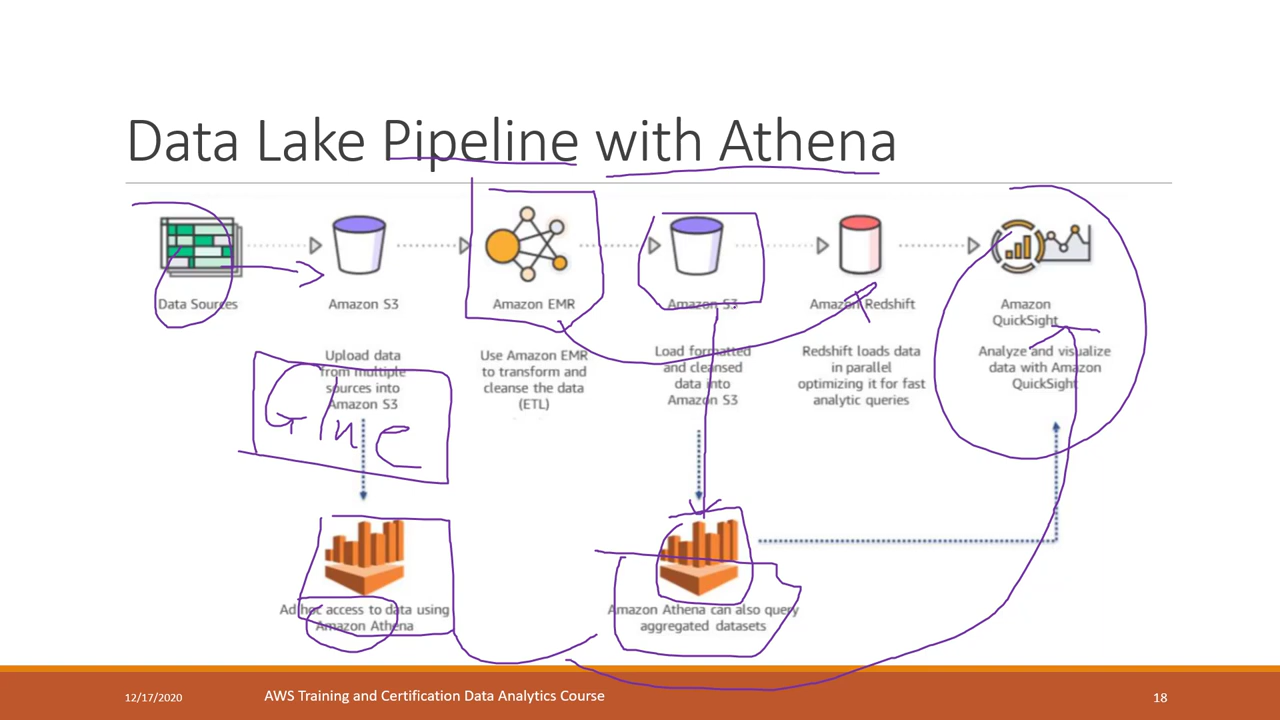 Data Lake Pipeline with Athena
Data Sources
Amazon S3
Amazon EMR
Amazon S3
Amazon Redshift
Amazon
QuickSight
Upload data
from multiple
sources into
Amazon S3
Use Amazon EMR
to transform and
cleanse the data
(ETL)
Load formatted
and cleansed
data into
Amazon S3
Redshift loads data
in parallel
optimizing it for fast
analytic queries
Analyze and visualize
data with Amazon
QuickSight
Glue
Ad hoc access to data using
Amazon Athena
Amazon Athena can also query
aggregated datasets
12/17/2020
AWS Training and Certification Data Analytics Course
18